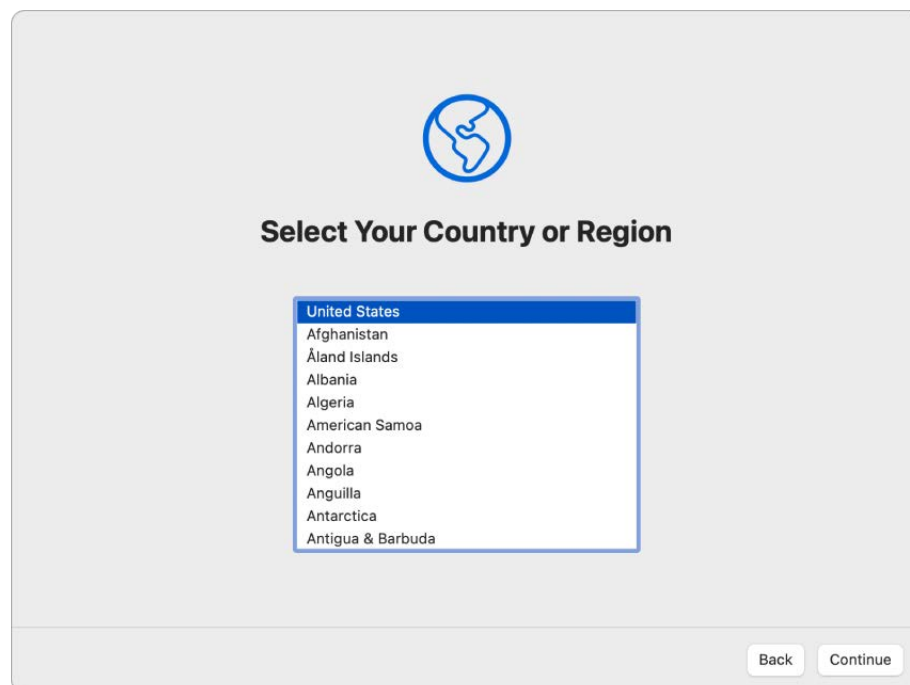 Select Your Country or Region
United States
Afghanistan
Åland Islands
Albania
Algeria
American Samoa
Andorra
Angola
Anguilla
Antarctica
Antigua & Barbuda
Back
Continue